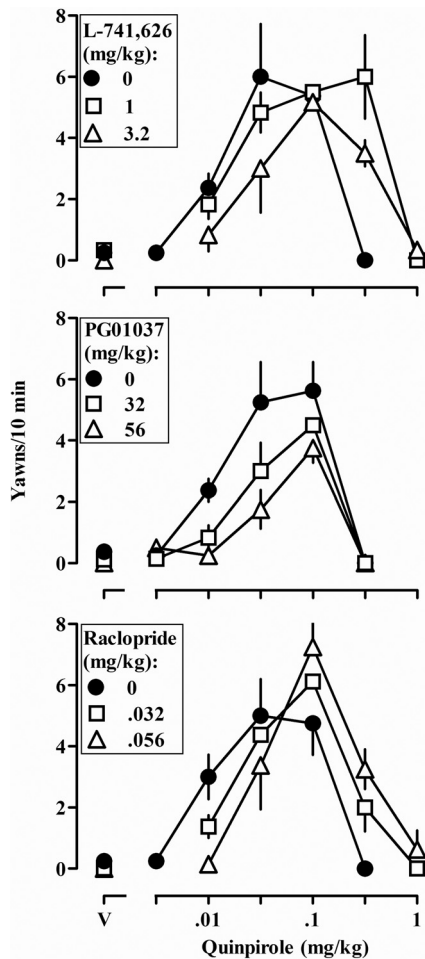 L-741,626
(mg/kg):
0
1
3.2
8
6
4
2
0
PG01037
(mg/kg):
0
32
56
8
6
4
2
0
Yawns/10 min
Raclopride
(mg/kg):
0
.032
.056
8
6
4
2
0
V .01 .1 1
Quinpirole (mg/kg)